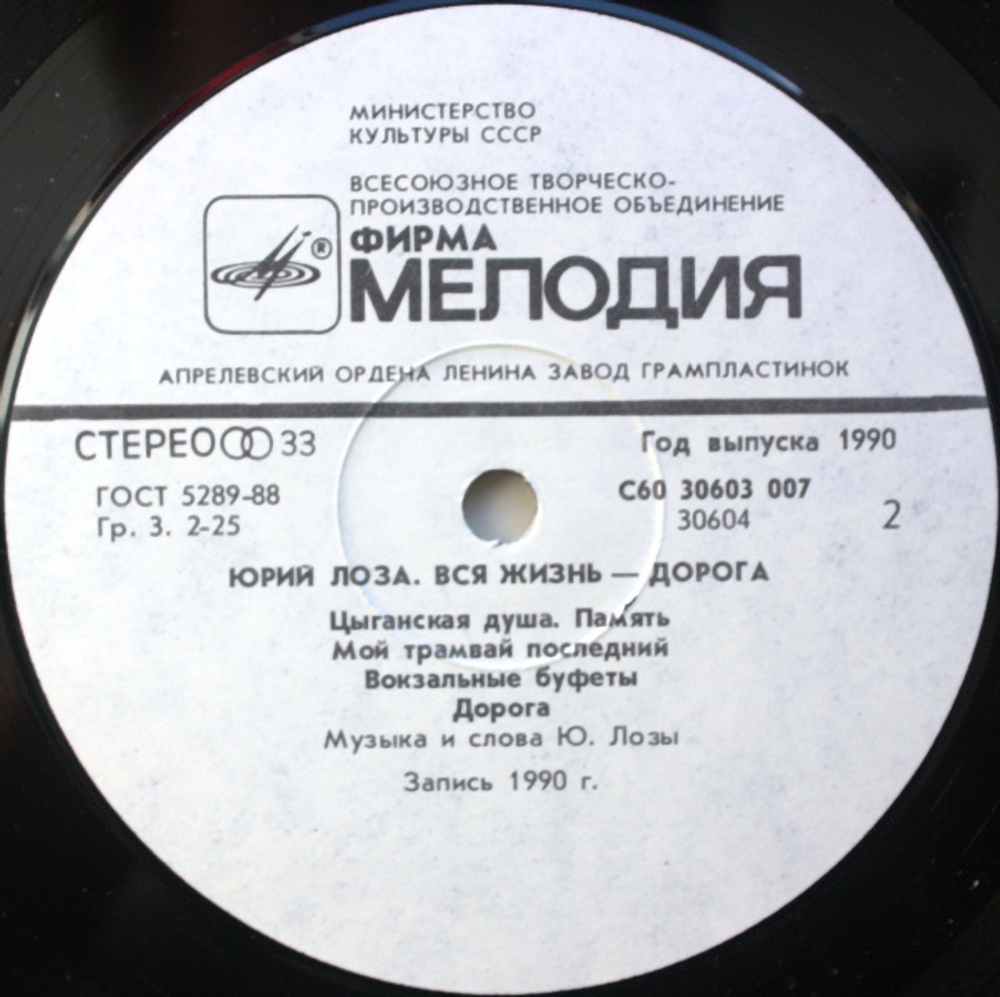 МИНИСТЕРСТВО
КУЛЬТУРЫ СССР
ВСЕСОЮЗНОЕ ТВОРЧЕСКО-
ПРОИЗВОДСТВЕННОЕ ОБЪЕДИНЕНИЕ
ФИРМА
®
МЕЛОДИЯ
АПРЕЛЕВСКИЙ ОРДЕНА ЛЕНИНА ЗАВОД ГРАМПЛАСТИНОК
СТЕРЕО 33
Год выпуска 1990
ГОСТ 5289-88
С60 30603 007
Гр. 3. 2-25
30604
2
ЮРИЙ ЛОЗА. ВСЯ ЖИЗНЬ — ДОРОГА
Цыганская душа. Память
Мой трамвай последний
Вокзальные буфеты
Дорога
Музыка и слова Ю. Лозы
Запись 1990 г.